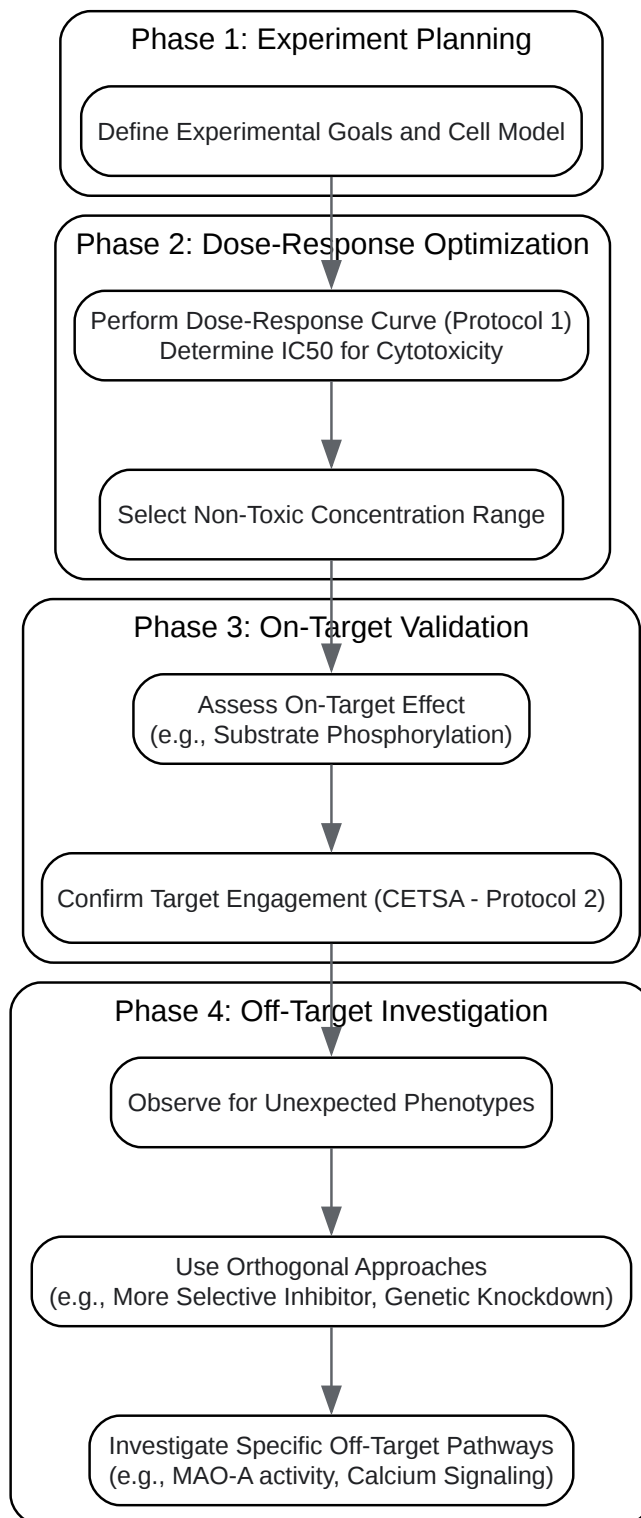 Phase 1: Experiment Planning
Define Experimental Goals and Cell Model
Phase 2: Dose-Response Optimization
Perform Dose-Response Curve (Protocol 1)
Determine IC50 for Cytotoxicity
Select Non-Toxic Concentration Range
Phase 3: On-Target Validation
Assess On-Target Effect
(e.g., Substrate Phosphorylation)
Confirm Target Engagement (CETSA - Protocol 2)
Phase 4: Off-Target Investigation
Observe for Unexpected Phenotypes
Use Orthogonal Approaches
(e.g., More Selective Inhibitor, Genetic Knockdown)
Investigate Specific Off-Target Pathways
(e.g., MAO-A activity, Calcium Signaling)